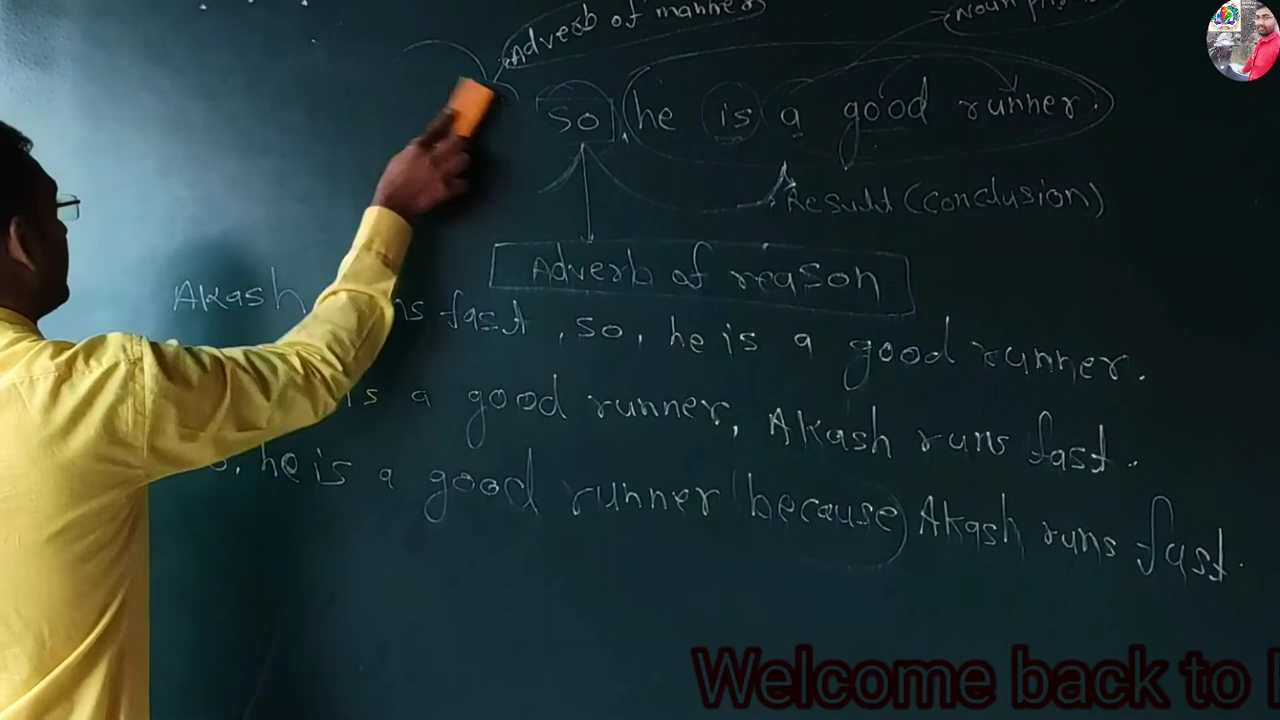 Adverb of manner
Noun
so, he is a good runner.
Result (conclusion)
Adverb of reason
Akash fast, so, he is a good runner.
is a good runner, Akash runs fast.
he is a good runner (because) Akash runs fast.
Welcome back to